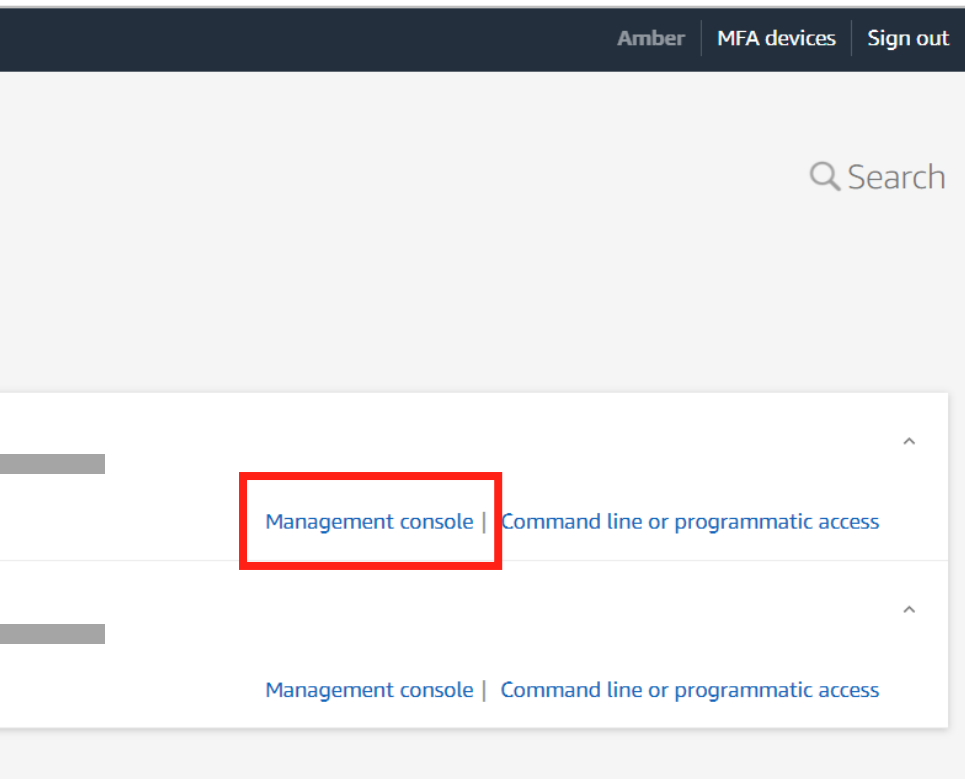 Amber | MFA devices | Sign out
Search
Management console | Command line or programmatic access
Management console | Command line or programmatic access